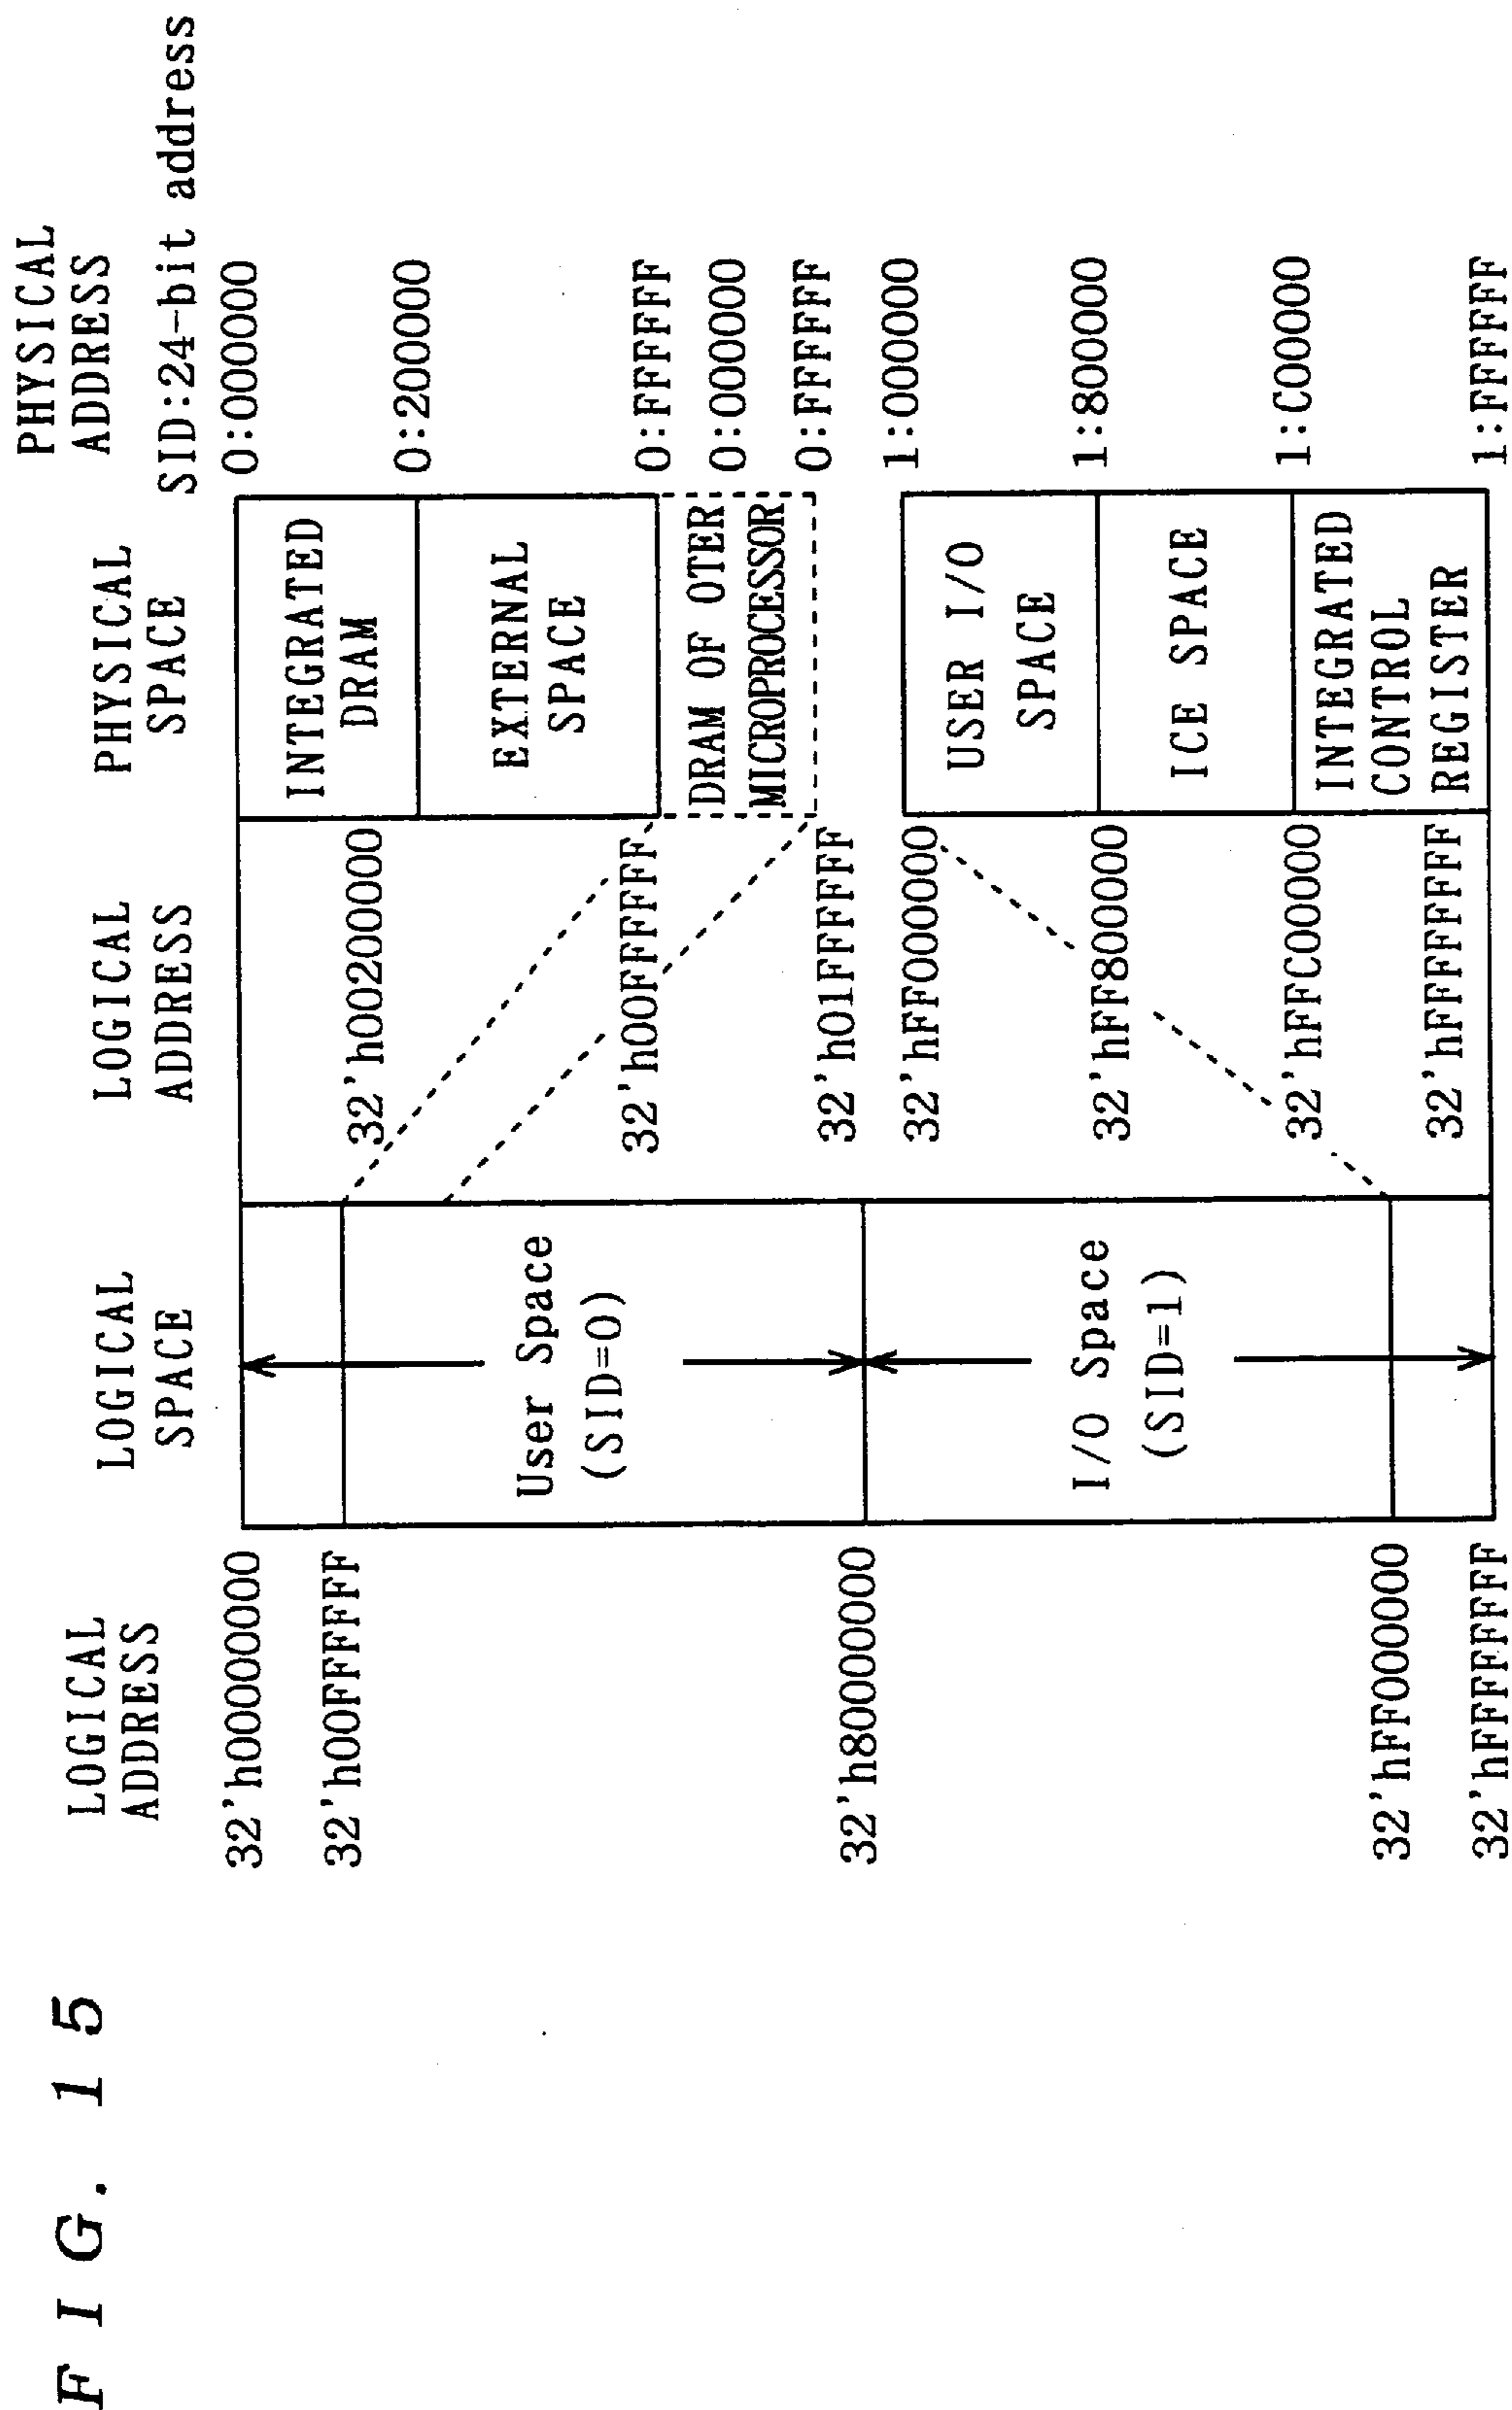 FIG. 15
LOGICAL
ADDRESS
32'h00000000
32'h00FFFFFF
32'h80000000
32'hFF000000
32'hFFFFFFFF
LOGICAL
SPACE
User Space
(SID=0)
I/O Space
(SID=1)
LOGICAL
ADDRESS
32'h00200000
32'h00FFFFFF
32'h01FFFFFF
32'hFF000000
32'hFF800000
32'hFFC00000
32'hFFFFFFFF
PHYSICAL
SPACE
INTEGRATED
DRAM
EXTERNAL
SPACE
DRAM OF OTER
MICROPROCESSOR
USER I/O
SPACE
ICE SPACE
INTEGRATED
CONTROL
REGISTER
PHYSICAL
ADDRESS
SID:24-bit address
0:000000
0:200000
0:FFFFFF
0:000000
0:FFFFFF
1:000000
1:800000
1:C00000
1:FFFFFF